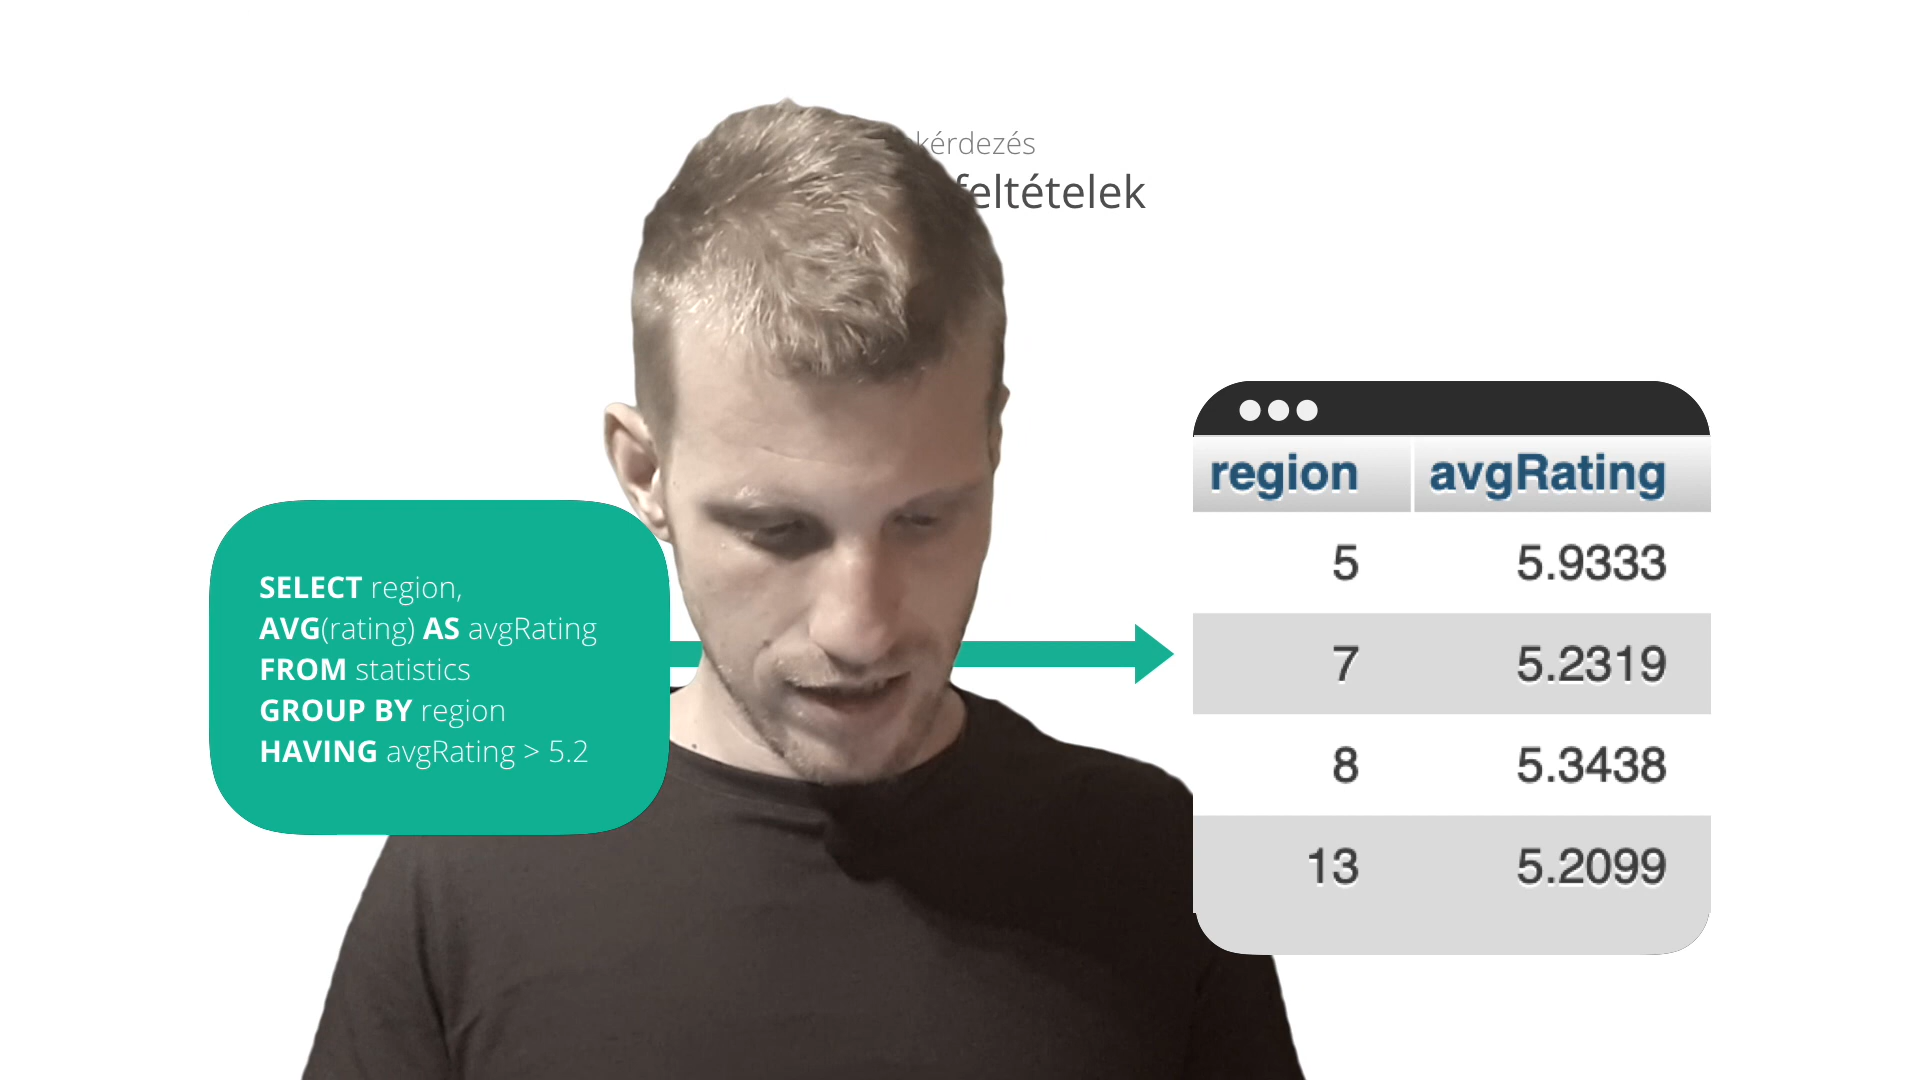 kérdezés
feltételek
SELECT region,
AVG(rating) AS avgRating
FROM statistics
GROUP BY region
HAVING avgRating > 5.2
region avgRating
5 5.9333
7 5.2319
8 5.3438
13 5.2099